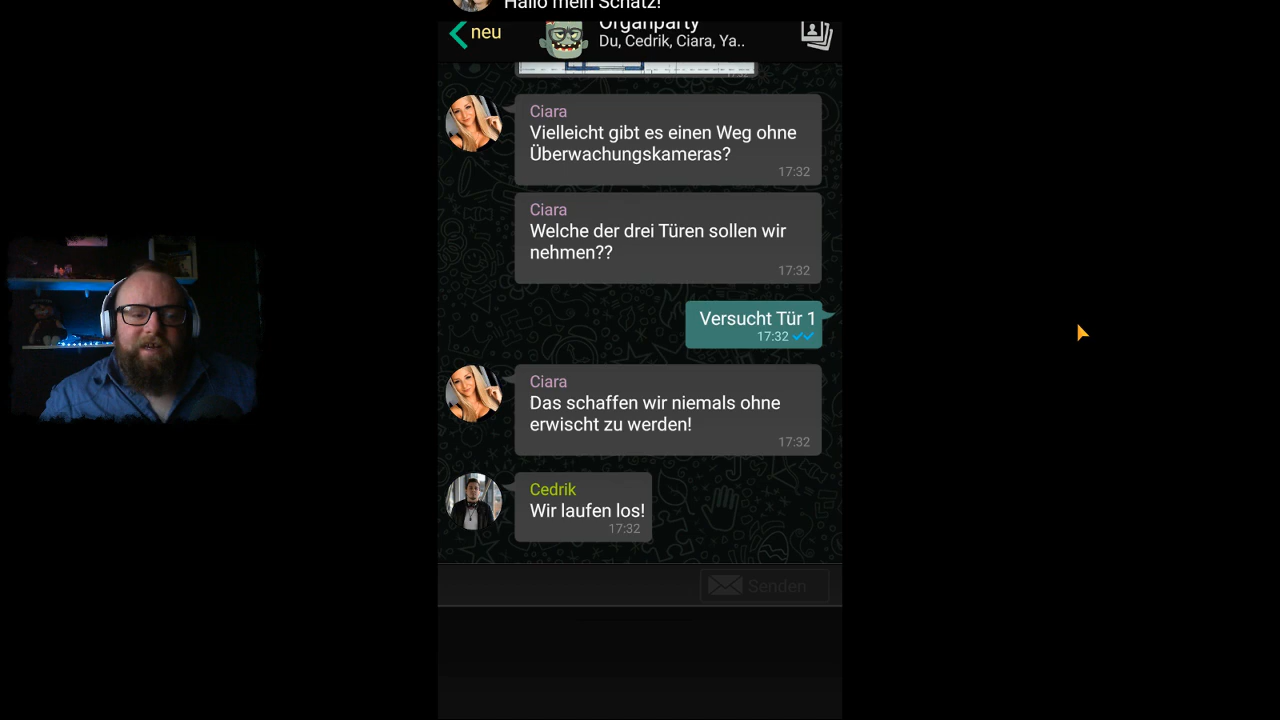 Hallo mein Schatz!
neu
Organparty
Du, Cedrik, Ciara, Ya..
17:32
Ciara
Vielleicht gibt es einen Weg ohne
Überwachungskameras?
17:32
Ciara
Welche der drei Türen sollen wir
nehmen??
17:32
Versucht Tür 1
17:32
Ciara
Das schaffen wir niemals ohne
erwischt zu werden!
17:32
Cedrik
Wir laufen los!
17:32
Senden